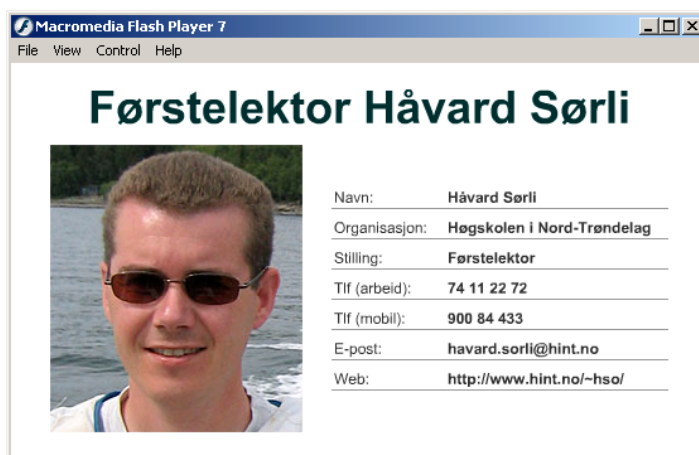 Macromedia Flash Player 7
File View Control Help
Førstelektor Håvard Sørli
Navn: Håvard Sørli
Organisasjon: Høgskolen i Nord-Trøndelag
Stilling: Førstelektor
Tlf (arbeid): 74 11 22 72
Tlf (mobil): 900 84 433
E-post: havard.sorli@hint.no
Web: http://www.hint.no/~hso/